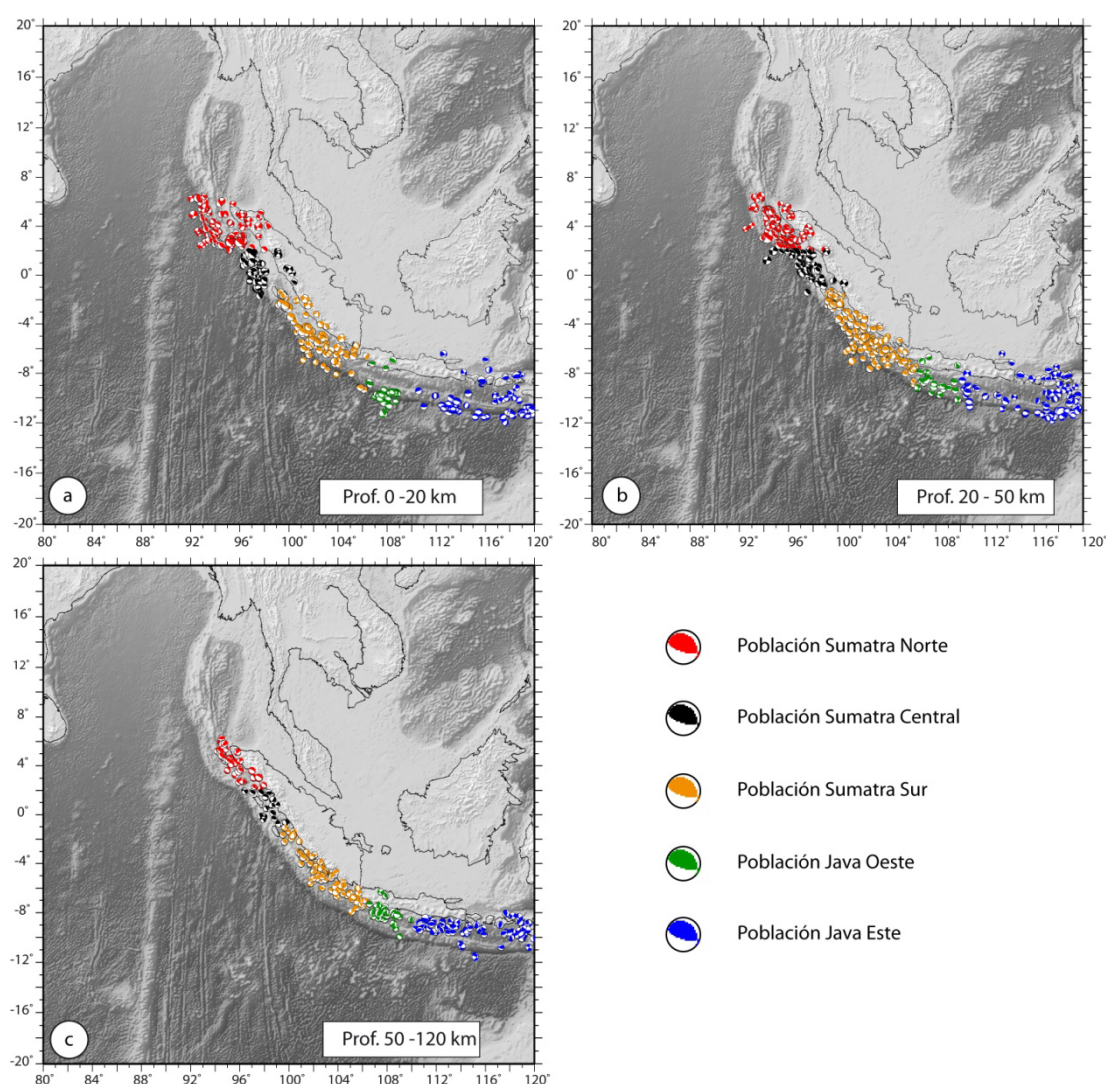 20°
16°
12°
8°
4°
0°
-4°
-8°
-12°
-16°
-20°
a
Prof. 0 -20 km
80° 84° 88° 92° 96° 100° 104° 108° 112° 116° 120°
20°
16°
12°
8°
4°
0°
-4°
-8°
-12°
-16°
-20°
b
Prof. 20 - 50 km
80° 84° 88° 92° 96° 100° 104° 108° 112° 116° 120°
20°
16°
12°
8°
4°
0°
-4°
-8°
-12°
-16°
-20°
c
Prof. 50 -120 km
80° 84° 88° 92° 96° 100° 104° 108° 112° 116° 120°
Población Sumatra Norte
Población Sumatra Central
Población Sumatra Sur
Población Java Oeste
Población Java Este